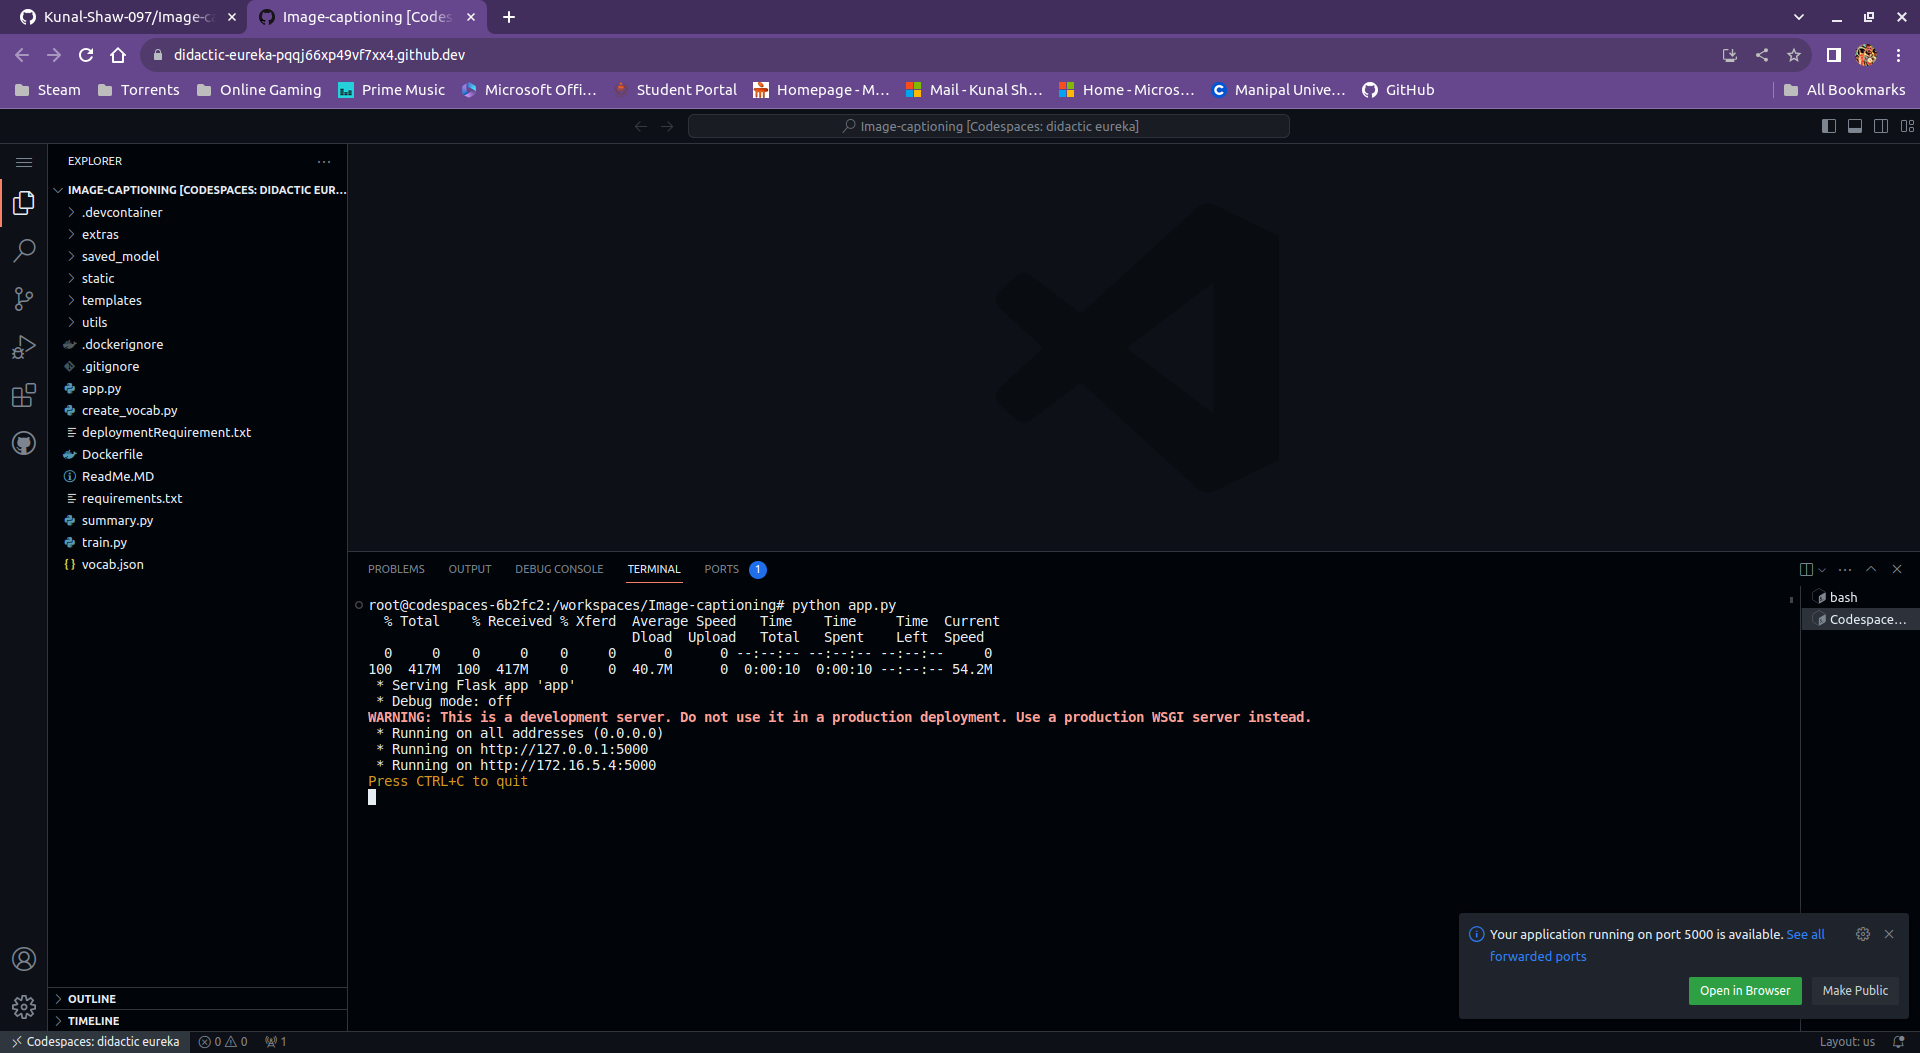 Kunal-Shaw-097/Image-ca
Image-captioning [Codes
didactic-eureka-pqqj66xp49vf7xx4.github.dev
Steam
Torrents
Online Gaming
Prime Music
Microsoft Offi...
Student Portal
Homepage - M...
Mail - Kunal Sh...
Home - Micros...
Manipal Unive...
GitHub
All Bookmarks
Image-captioning [Codespaces: didactic eureka]
EXPLORER
IMAGE-CAPTIONING [CODESPACES: DIDACTIC EUR...
.devcontainer
extras
saved_model
static
templates
utils
.dockerignore
.gitignore
app.py
create_vocab.py
deploymentRequirement.txt
Dockerfile
ReadMe.MD
requirements.txt
summary.py
train.py
vocab.json
OUTLINE
TIMELINE
PROBLEMS OUTPUT DEBUG CONSOLE TERMINAL PORTS 1
root@codespaces-6b2fc2:/workspaces/Image-captioning# python app.py
% Total % Received % Xferd Average Speed Time Time Time Current
Dload Upload Total Spent Left Speed
0 0 0 0 0 0 0 0 --:--:-- --:--:-- --:--:-- 0
100 417M 100 417M 0 0 40.7M 0 0:00:10 0:00:10 --:--:-- 54.2M
* Serving Flask app 'app'
* Debug mode: off
WARNING: This is a development server. Do not use it in a production deployment. Use a production WSGI server instead.
* Running on all addresses (0.0.0.0)
* Running on http://127.0.0.1:5000
* Running on http://172.16.5.4:5000
Press CTRL+C to quit
bash
Codespace...
Your application running on port 5000 is available. See all
forwarded ports
Open in Browser
Make Public
Codespaces: didactic eureka
0 0
1
Layout: us